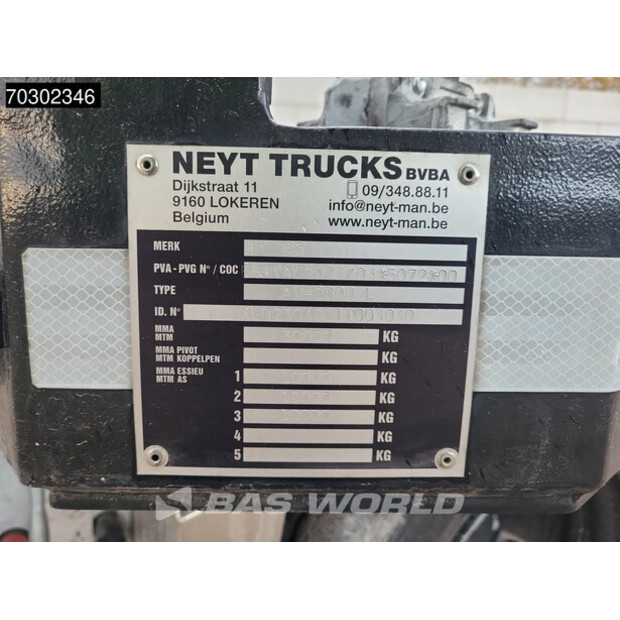 70302346
NEYT TRUCKS BVBA
Dijkstraat 11 09/348.88.11
9160 LOKEREN info@neyt-man.be
Belgium www.neyt-man.be
MERK
PVA - PVG N° / COC
TYPE
ID. N°
MMA
MTM KG
MMA PIVOT
MTM KOPPELPEN KG
MMA ESSIEU
MTM AS 1 KG
2 KG
3 KG
4 KG
5 KG
BAS WORLD